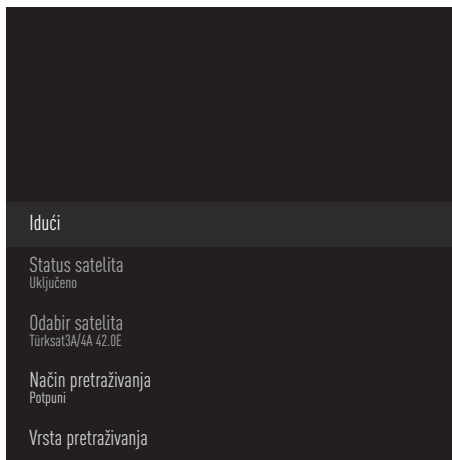 Idući
Status satelita
Uključeno
Odabir satelita
Türksat3A/4A 42.0E
Način pretraživanja
Potpuni
Vrsta pretraživanja